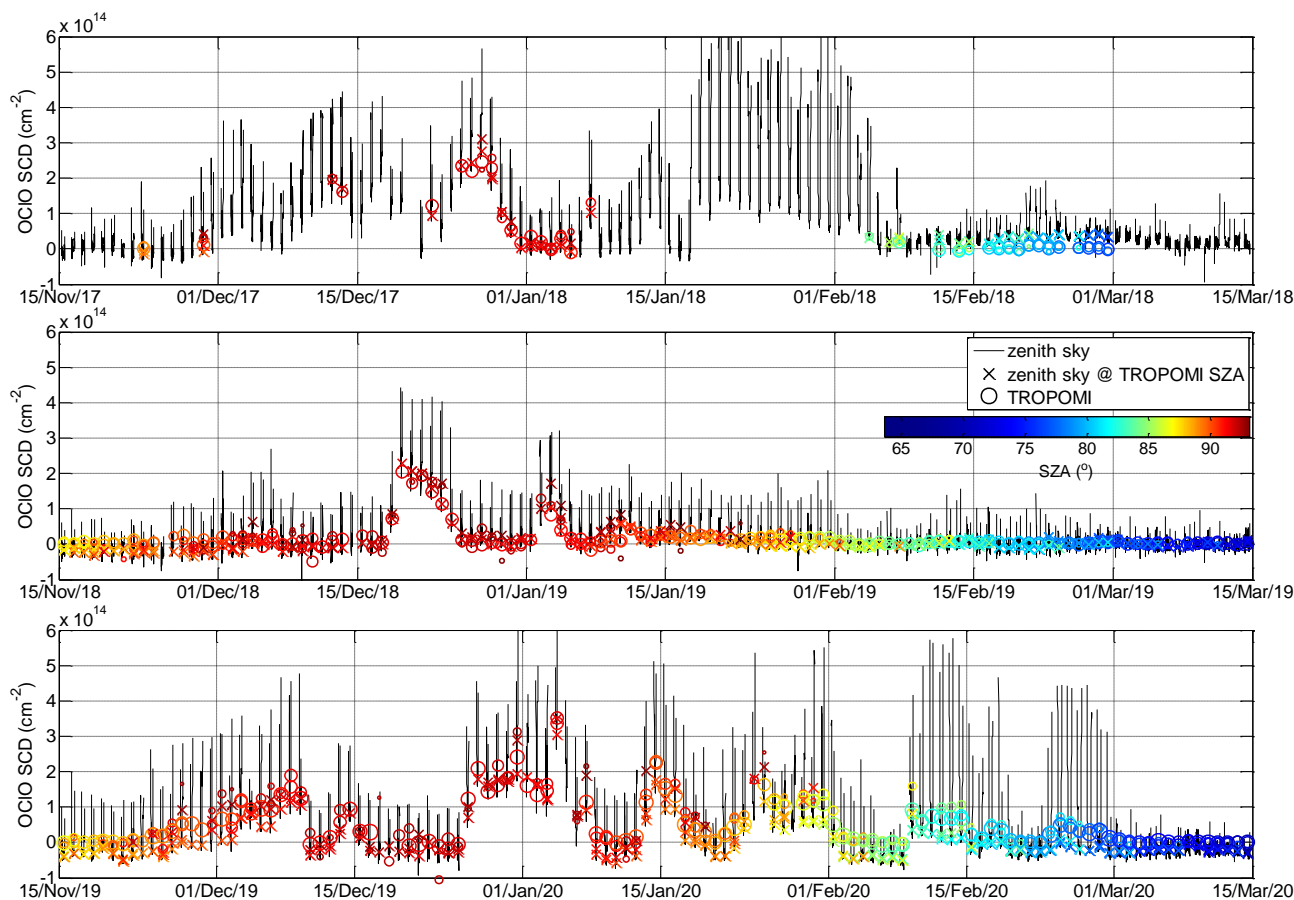 x 10^14
OClO SCD (cm^-2)
6
5
4
3
2
1
0
-1
15/Nov/17 01/Dec/17 15/Dec/17 01/Jan/18 15/Jan/18 01/Feb/18 15/Feb/18 01/Mar/18 15/Mar/18
x 10^14
OClO SCD (cm^-2)
6
5
4
3
2
1
0
-1
zenith sky
zenith sky @ TROPOMI SZA
TROPOMI
65 70 75 80 85 90
SZA (°)
15/Nov/18 01/Dec/18 15/Dec/18 01/Jan/19 15/Jan/19 01/Feb/19 15/Feb/19 01/Mar/19 15/Mar/19
x 10^14
OClO SCD (cm^-2)
6
5
4
3
2
1
0
-1
15/Nov/19 01/Dec/19 15/Dec/19 01/Jan/20 15/Jan/20 01/Feb/20 15/Feb/20 01/Mar/20 15/Mar/20